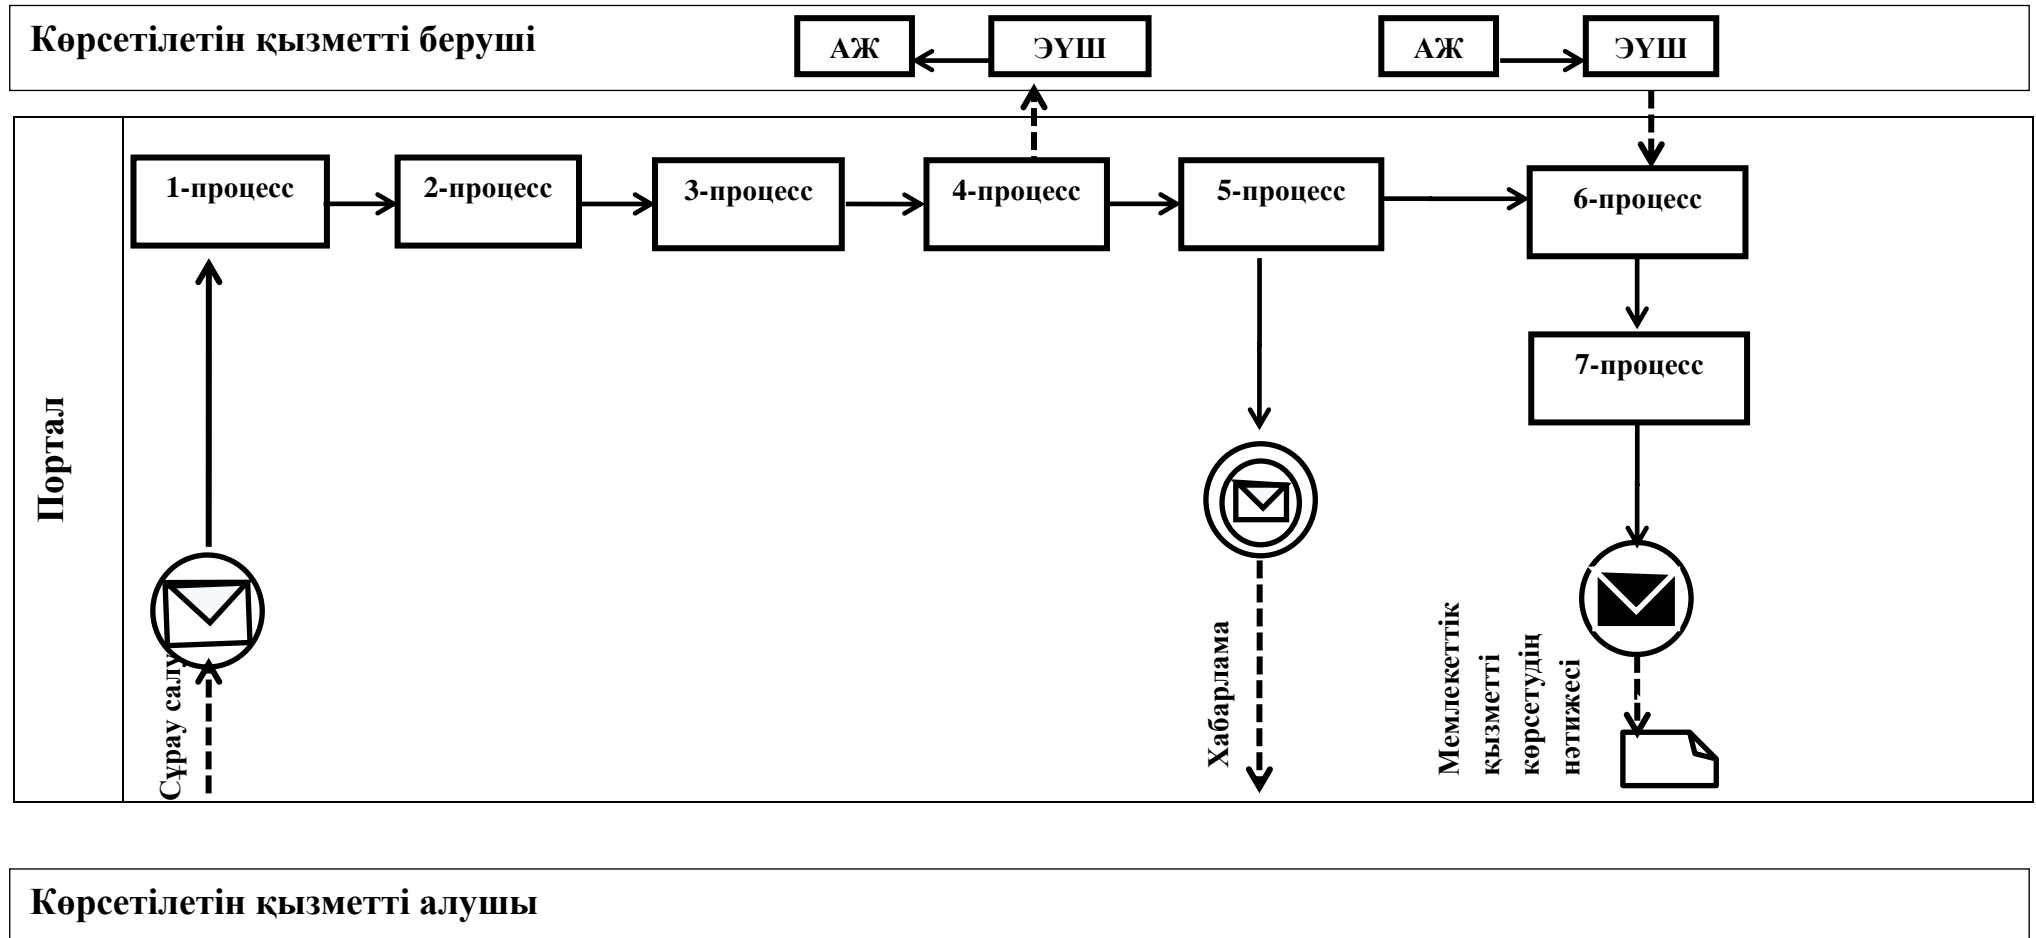 Көрсетілетін қызметті беруші
АЖ
ЭҮШ
АЖ
ЭҮШ
Портал
1-процесс
2-процесс
3-процесс
4-процесс
5-процесс
6-процесс
7-процесс
Сұрау салу
Хабарлама
Мемлекеттік
қызметті
көрсетудің
нәтижесі
Көрсетілетін қызметті алушы